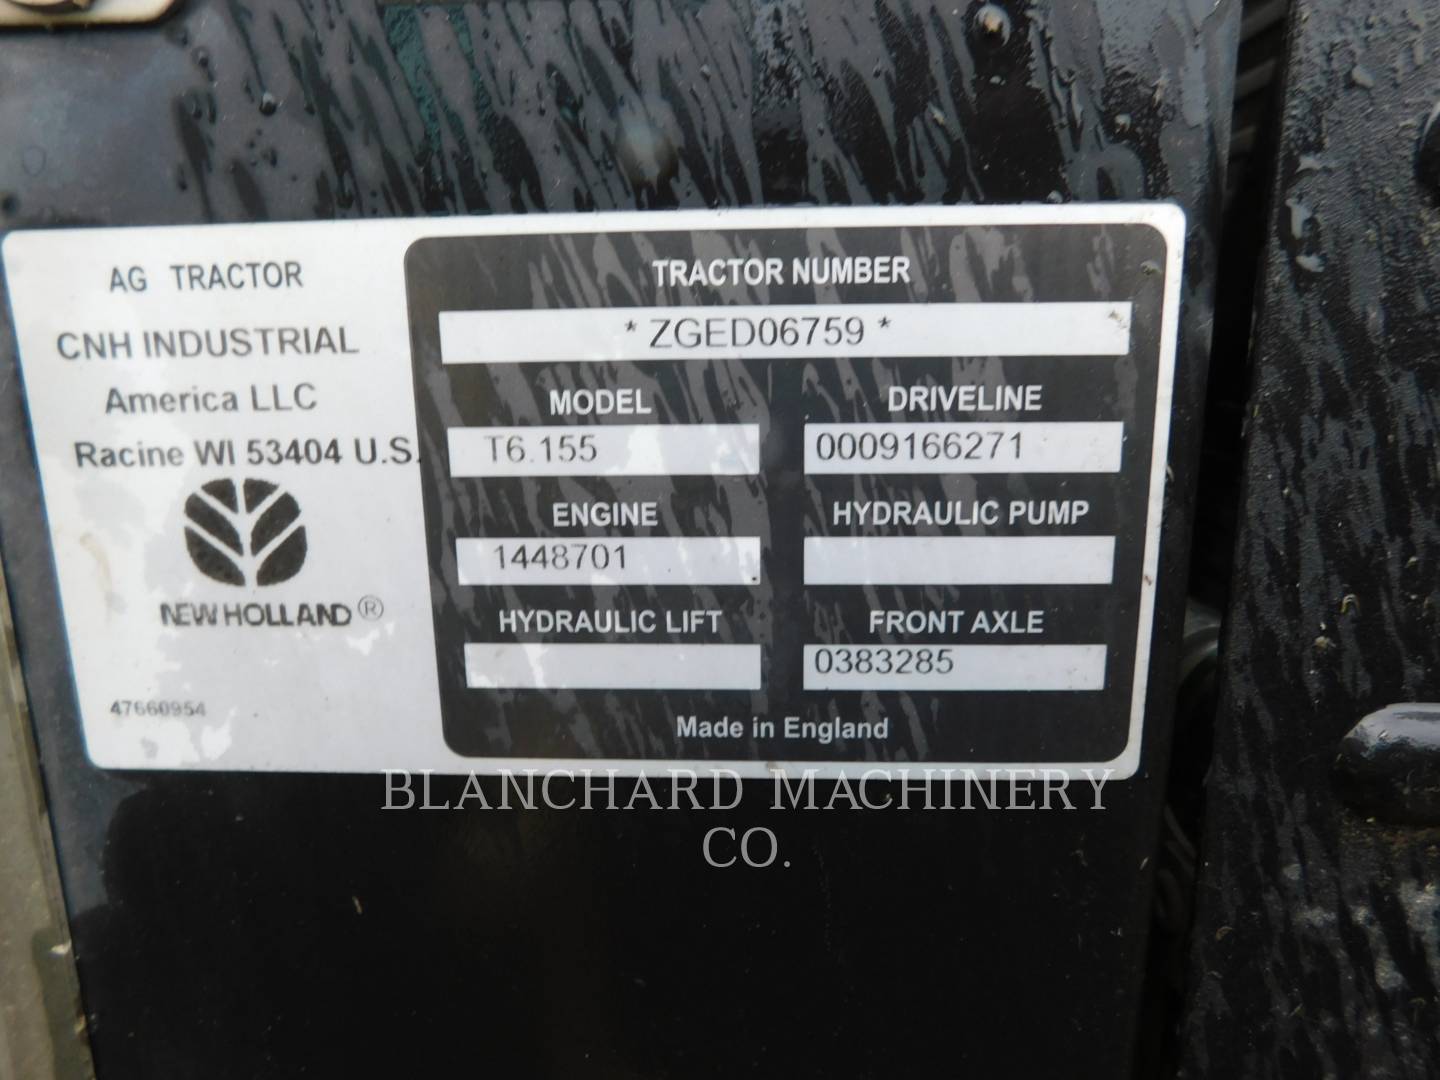 AG TRACTOR
CNH INDUSTRIAL
America LLC
Racine WI 53404 U.S.
NEW HOLLAND®
47660954
TRACTOR NUMBER
* ZGED06759 *
MODEL
T6.155
DRIVELINE
0009166271
ENGINE
1448701
HYDRAULIC PUMP
HYDRAULIC LIFT
FRONT AXLE
0383285
Made in England
BLANCHARD MACHINERY
CO.